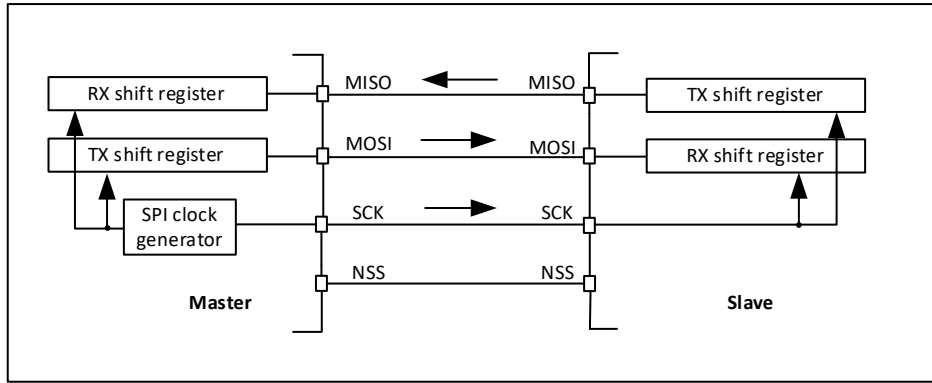 RX shift register
MISO
MISO
TX shift register
TX shift register
MOSI
MOSI
RX shift register
SPI clock
generator
SCK
SCK
NSS
NSS
Master
Slave